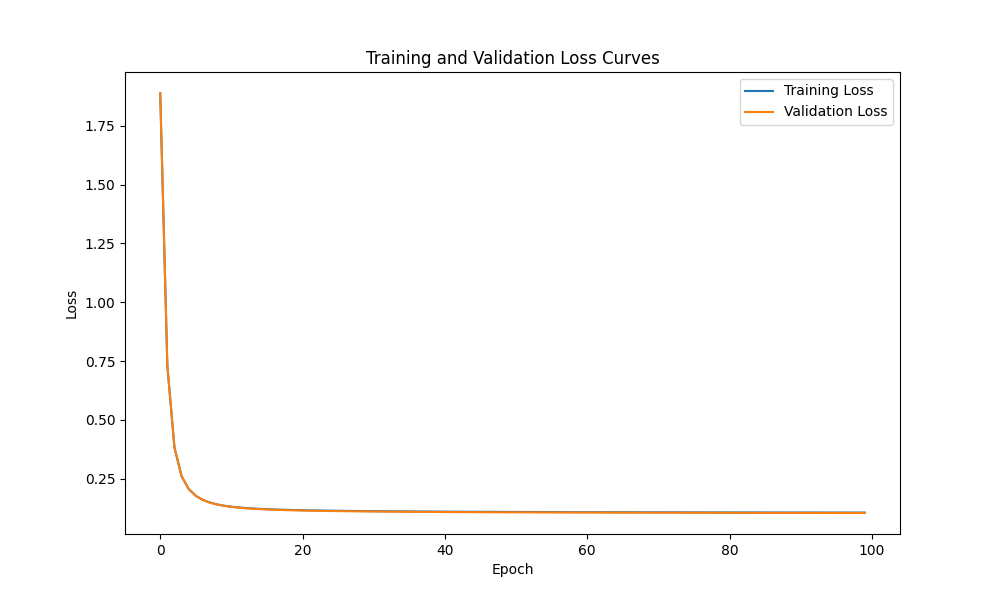 Training and Validation Loss Curves
Training Loss
Validation Loss
1.75
1.50
1.25
1.00
0.75
0.50
0.25
Loss
0 20 40 60 80 100
Epoch